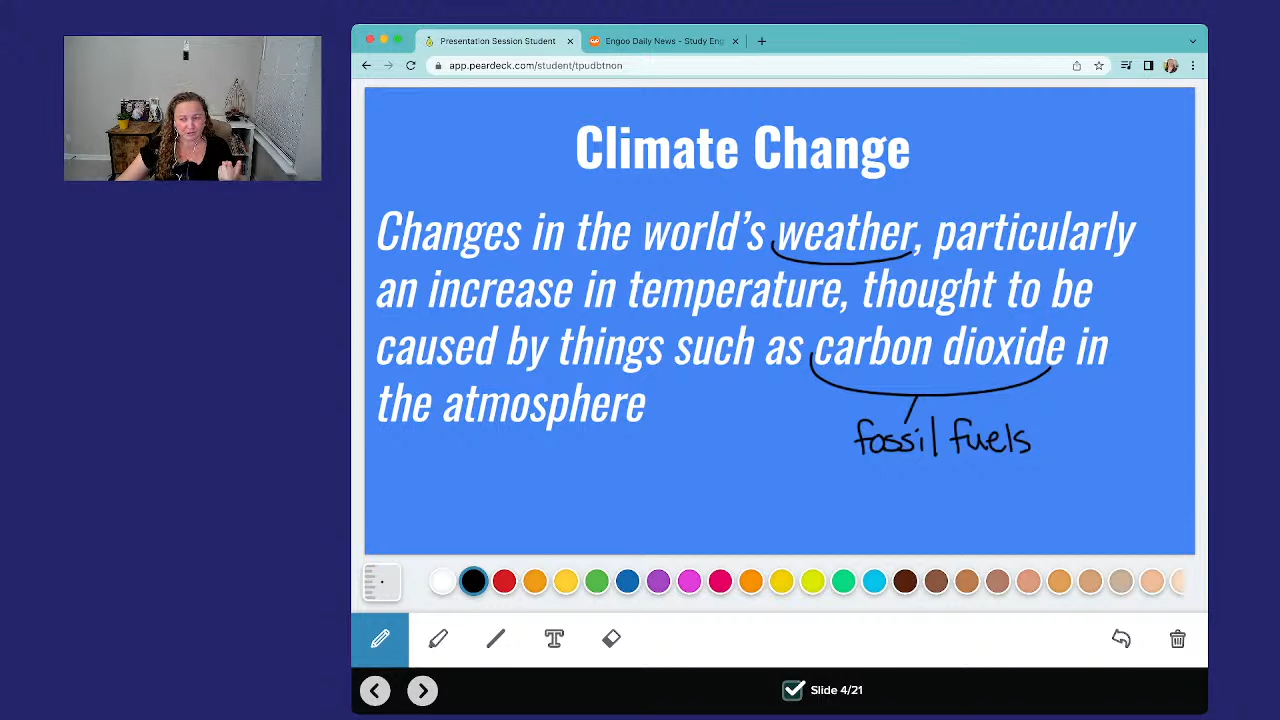 Presentation Session Student
Engoo Daily News - Study Eng
app.peardeck.com/student/tpudbtnon
Climate Change
Changes in the world's weather, particularly
an increase in temperature, thought to be
caused by things such as carbon dioxide in
the atmosphere
fossil fuels
T
Slide 4/21